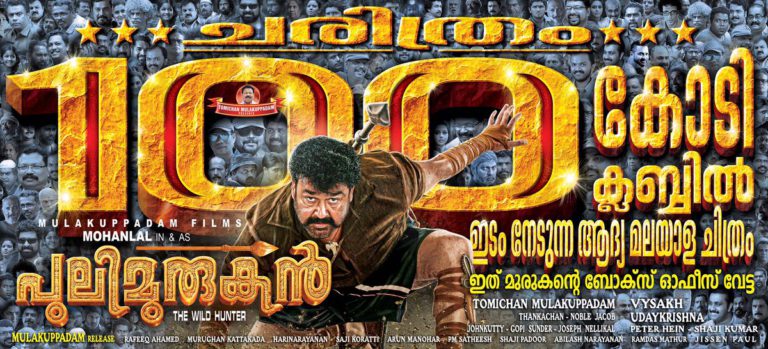 ചരിത്രം
100
കോടി
ക്ലബ്ബിൽ
ഇടം നേടുന്ന ആദ്യ മലയാള ചിത്രം
ഇത് മുരുകന്റെ ബോക്സ് ഓഫീസ് വേട്ട
TOMICHAN MULAKUPPADAM
PRESENTS
MULAKUPPADAM FILMS
MOHANLAL IN & AS
പുലിമുരുകൻ
THE WILD HUNTER
TOMICHAN MULAKUPPADAM VYSAKH
THANKACHAN - NOBLE JACOB UDAYKRISHNA
JOHNKUTTY - GOPI SUNDER - JOSEPH NELLIKAL PETER HEIN - SHAJI KUMAR
MULAKUPPADAM RELEASE RAFEEQ AHAMED MURUGHAN KATTAKADA HARINARAYANAN - SAJI KORATTI ARUN MANOHAR - PM SATHEESH SHAJI PADOOR ABILASH NARAYANAN RAMDAS MATHUR JISSEN PAUL